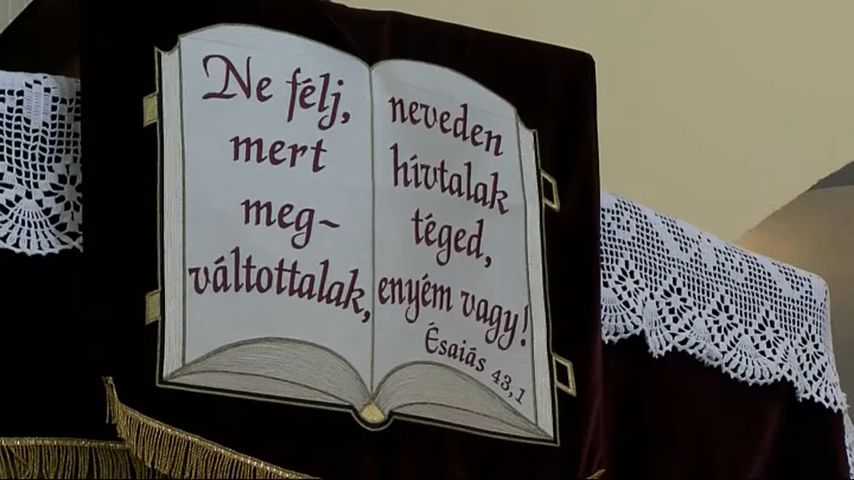 Ne félj,
mert
meg~
váltottalak,
neveden
hívtalak
téged,
enyém vagy!
Ésaiás 43,1